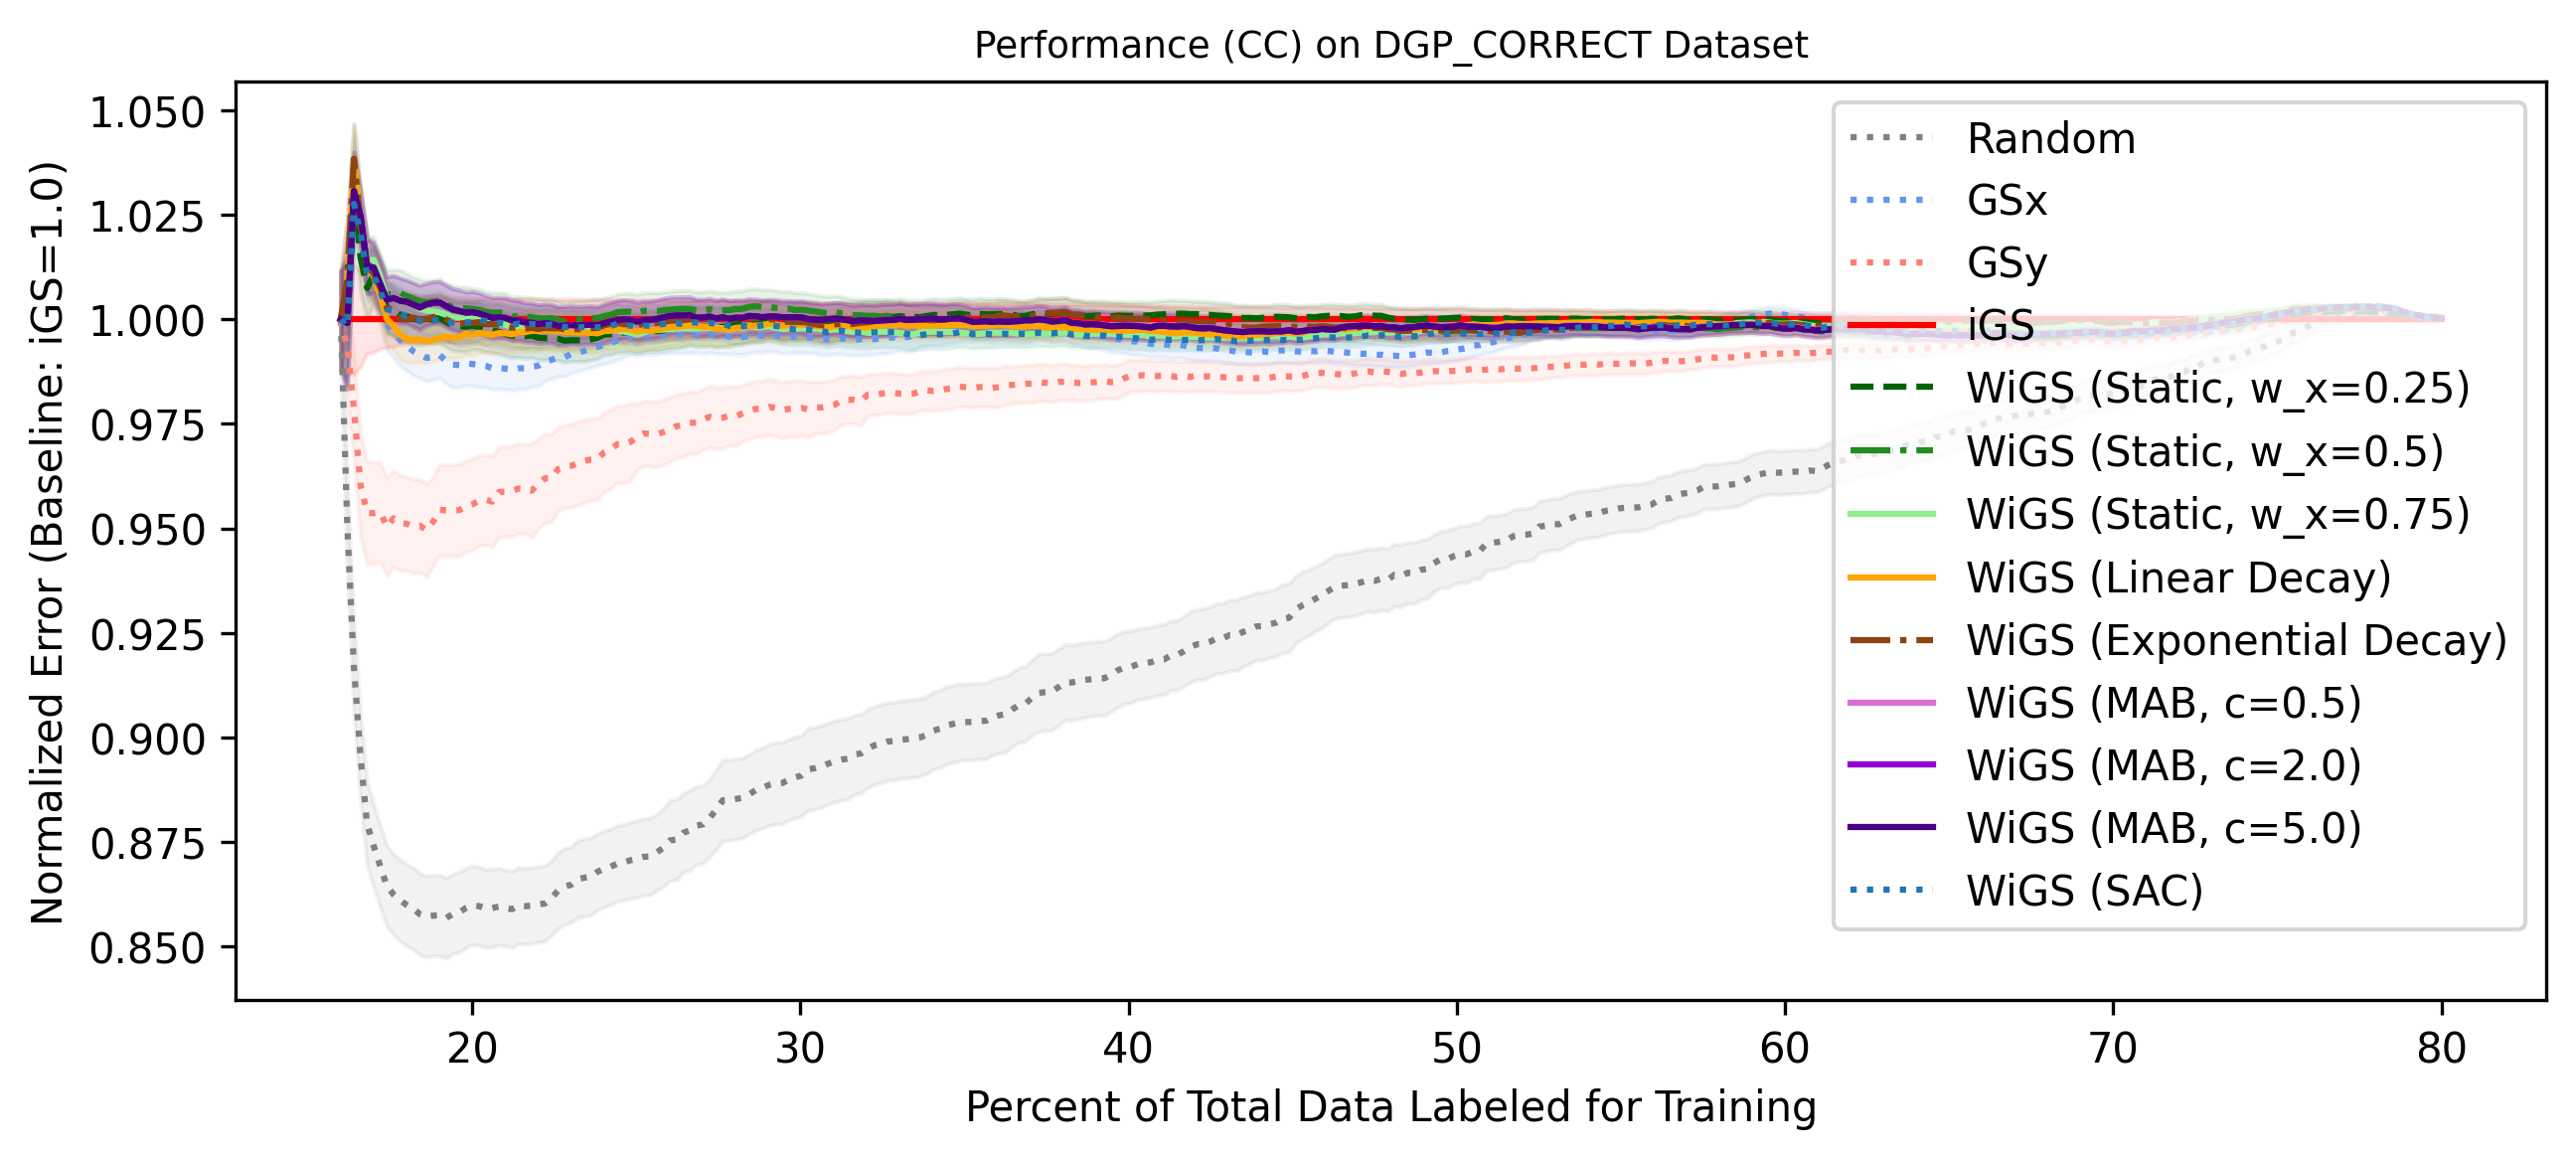 Performance (CC) on DGP_CORRECT Dataset
Normalized Error (Baseline: iGS=1.0)
1.050
1.025
1.000
0.975
0.950
0.925
0.900
0.875
0.850
Random
GSx
GSy
iGS
WiGS (Static, w_x=0.25)
WiGS (Static, w_x=0.5)
WiGS (Static, w_x=0.75)
WiGS (Linear Decay)
WiGS (Exponential Decay)
WiGS (MAB, c=0.5)
WiGS (MAB, c=2.0)
WiGS (MAB, c=5.0)
WiGS (SAC)
20 30 40 50 60 70 80
Percent of Total Data Labeled for Training